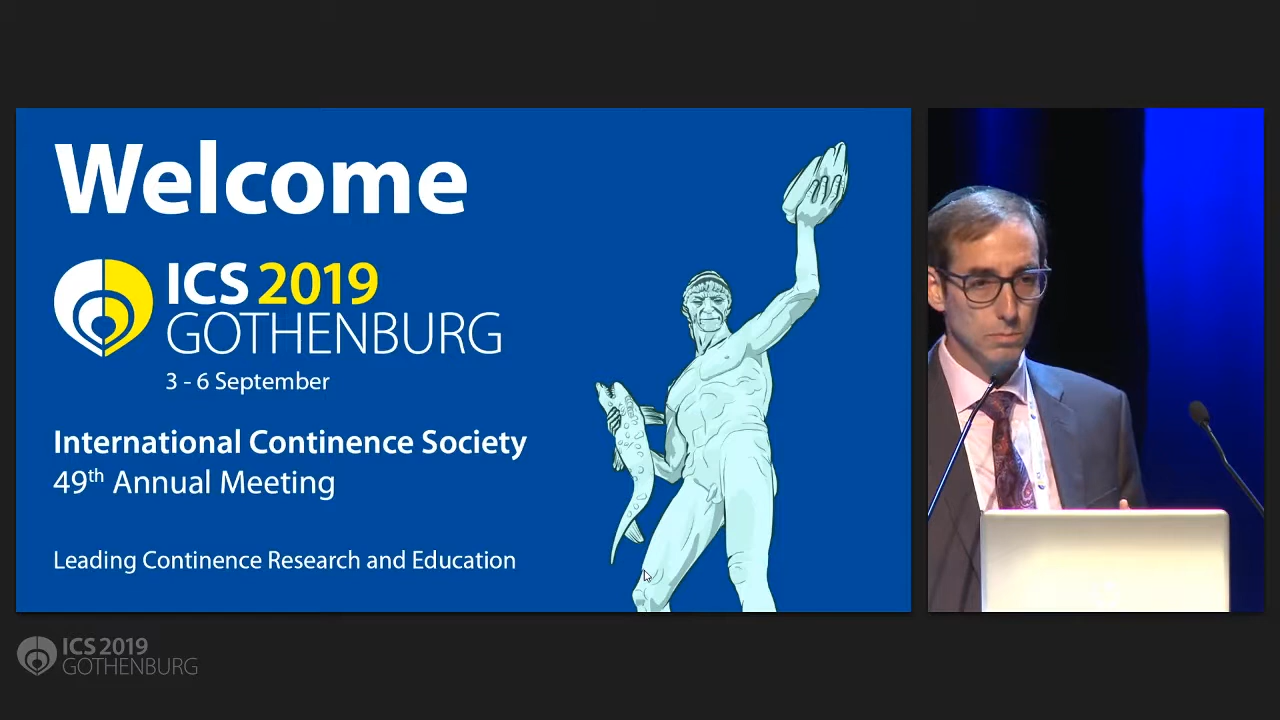 Welcome
ICS 2019
GOTHENBURG
3 - 6 September
International Continence Society
49th Annual Meeting
Leading Continence Research and Education
ICS 2019
GOTHENBURG